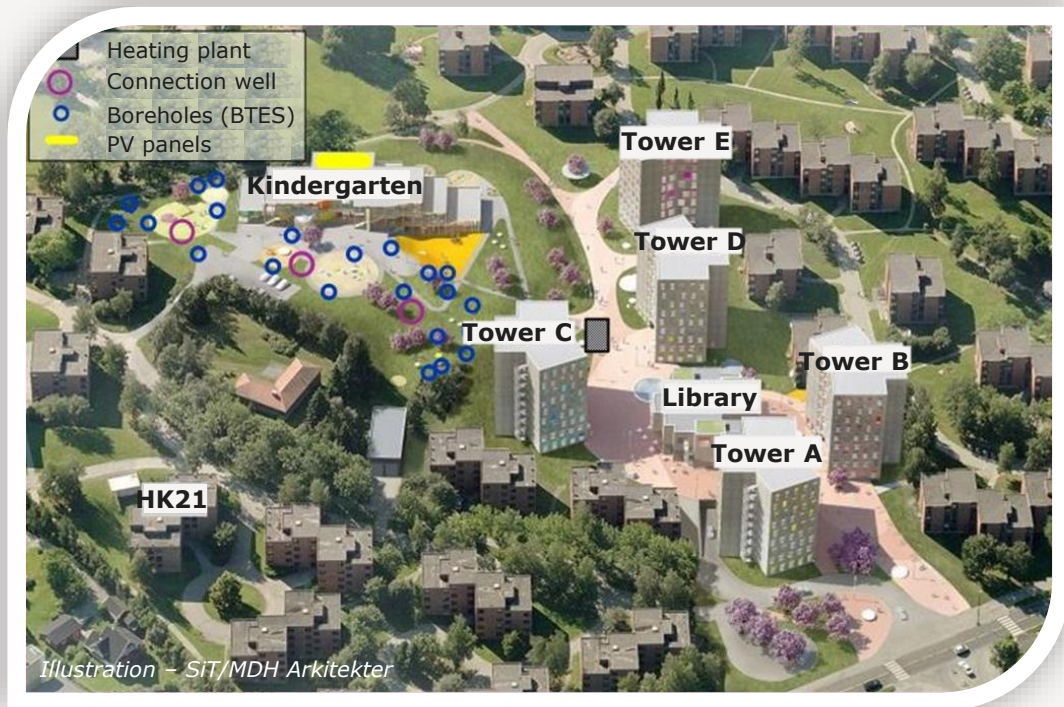 Heating plant
Connection well
Boreholes (BTES)
PV panels
Kindergarten
Tower E
Tower D
Tower C
Tower B
Library
Tower A
HK21
Illustration – SiT/MDH Arkitekter